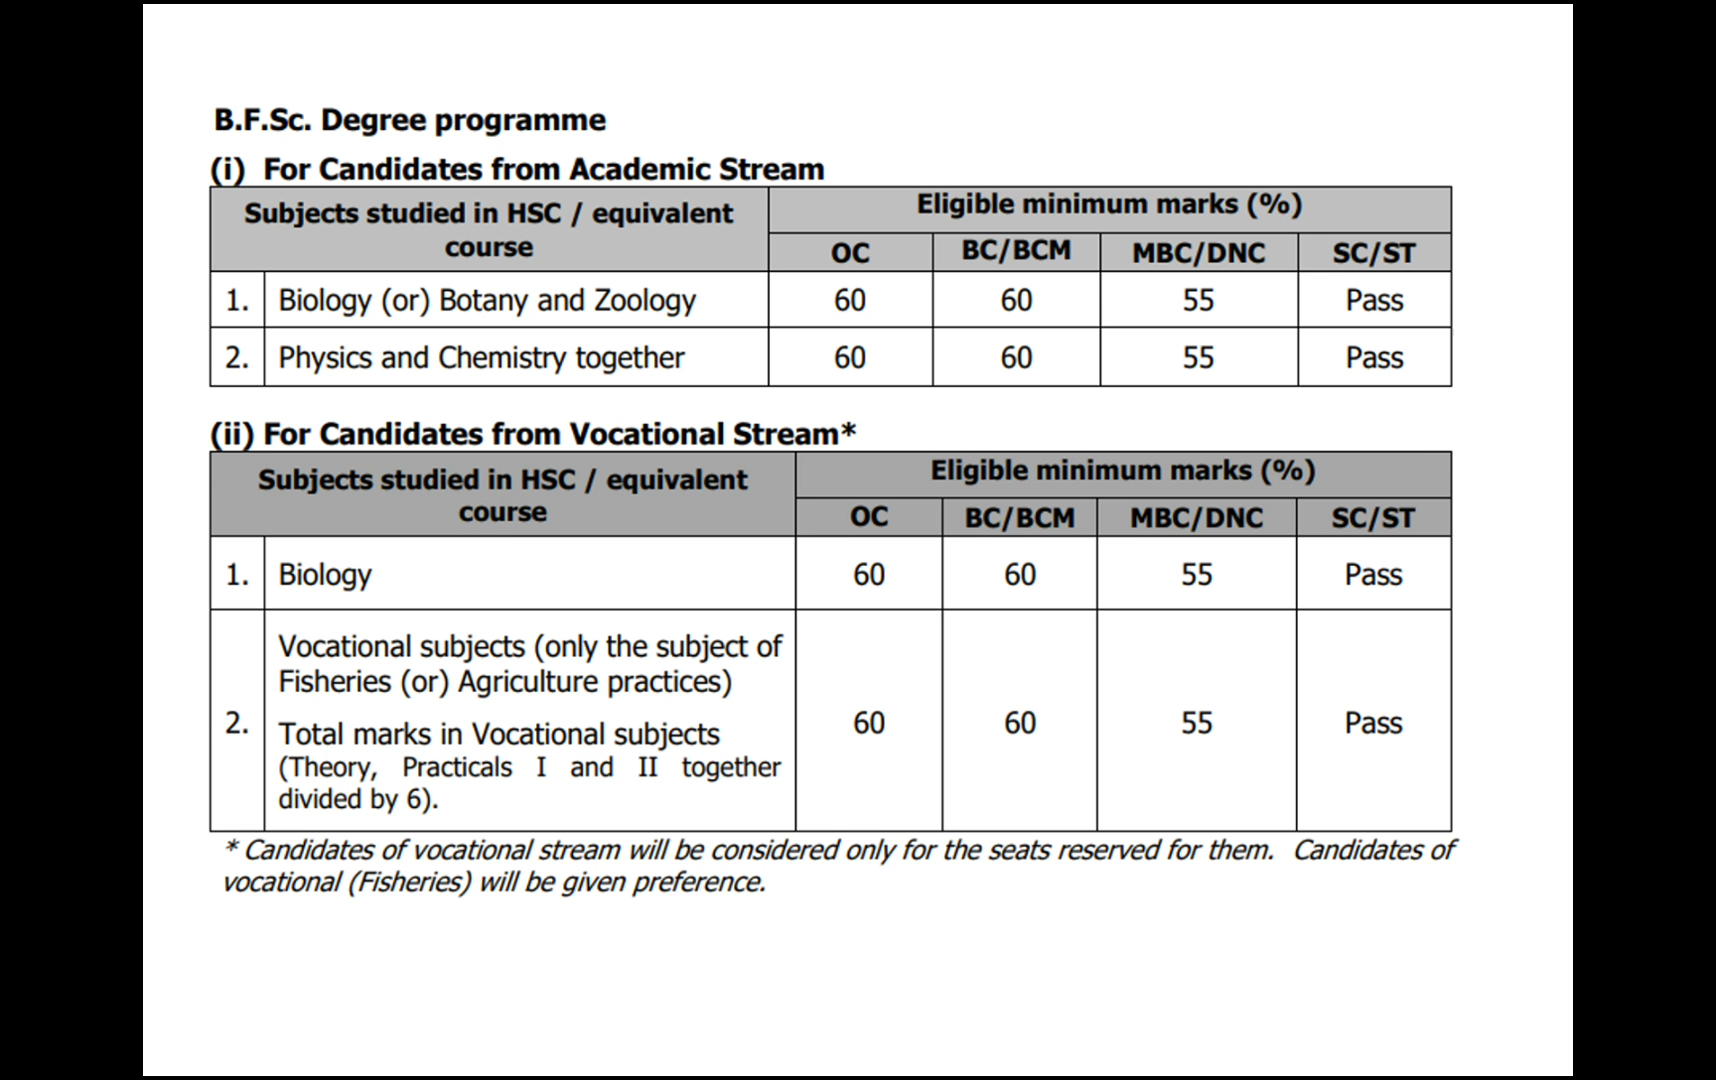 B.F.Sc. Degree programme
(i) For Candidates from Academic Stream
Subjects studied in HSC / equivalent course Eligible minimum marks (%)
OC BC/BCM MBC/DNC SC/ST
1. Biology (or) Botany and Zoology 60 60 55 Pass
2. Physics and Chemistry together 60 60 55 Pass
(ii) For Candidates from Vocational Stream*
Subjects studied in HSC / equivalent course Eligible minimum marks (%)
OC BC/BCM MBC/DNC SC/ST
1. Biology 60 60 55 Pass
Vocational subjects (only the subject of
Fisheries (or) Agriculture practices)
2. Total marks in Vocational subjects 60 60 55 Pass
(Theory, Practicals I and II together
divided by 6).
* Candidates of vocational stream will be considered only for the seats reserved for them. Candidates of
vocational (Fisheries) will be given preference.